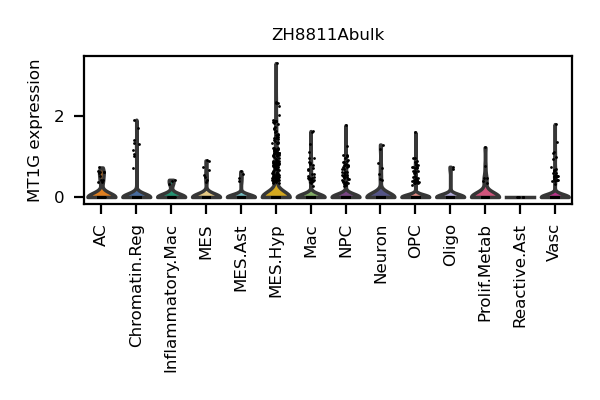 ZH8811Abulk
MT1G expression
2
0
AC
Chromatin.Reg
Inflammatory.Mac
MES
MES.Ast
MES.Hyp
Mac
NPC
Neuron
OPC
Oligo
Prolif.Metab
Reactive.Ast
Vasc